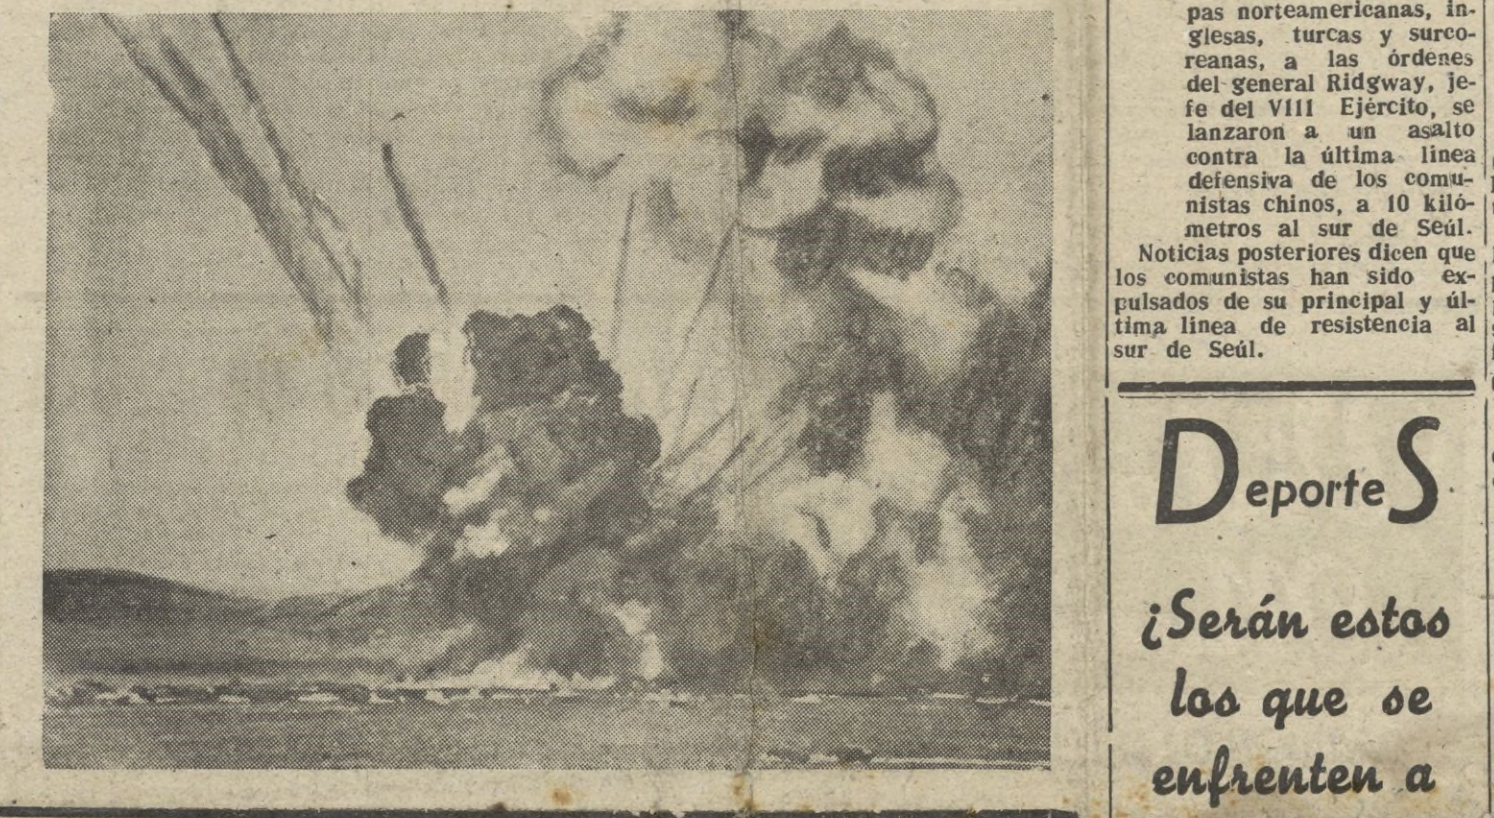 pas norteamericanas, in-
glesas, turcas y surco-
reanas, a las órdenes
del general Ridgway, je-
fe del VIII Ejército, se
lanzaron a un asalto
contra la última linea
defensiva de los comu-
nistas chinos, a 10 kiló-
metros al sur de Seúl.
Noticias posteriores dicen que
los comunistas han sido ex-
pulsados de su principal y úl-
tima linea de resistencia al
sur de Seúl.
DeporteS
¿Serán estos
los que se
enfrenten a